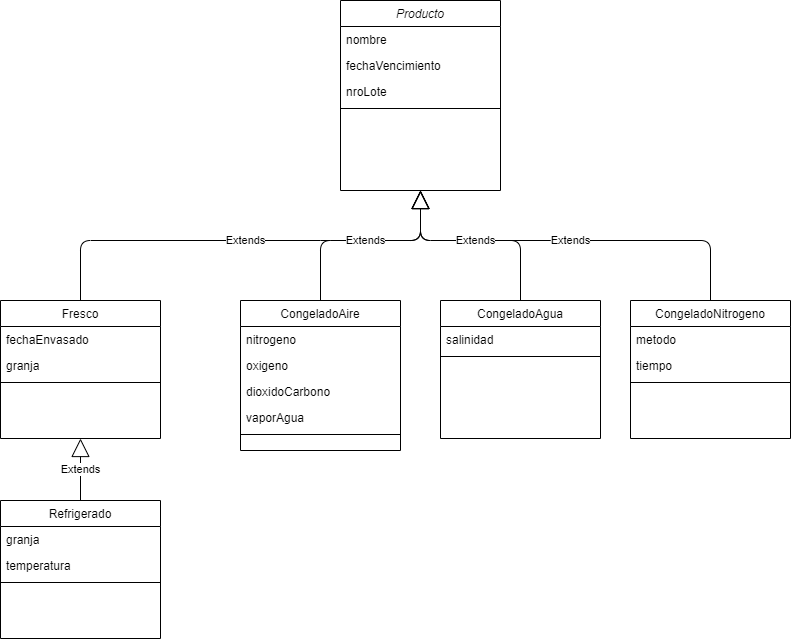 Producto
nombre
fechaVencimiento
nroLote
Extends
Extends
Extends
Extends
Fresco
fechaEnvasado
granja
CongeladoAire
nitrogeno
oxigeno
dioxidoCarbono
vaporAgua
CongeladoAgua
salinidad
CongeladoNitrogeno
metodo
tiempo
Extends
Refrigerado
granja
temperatura